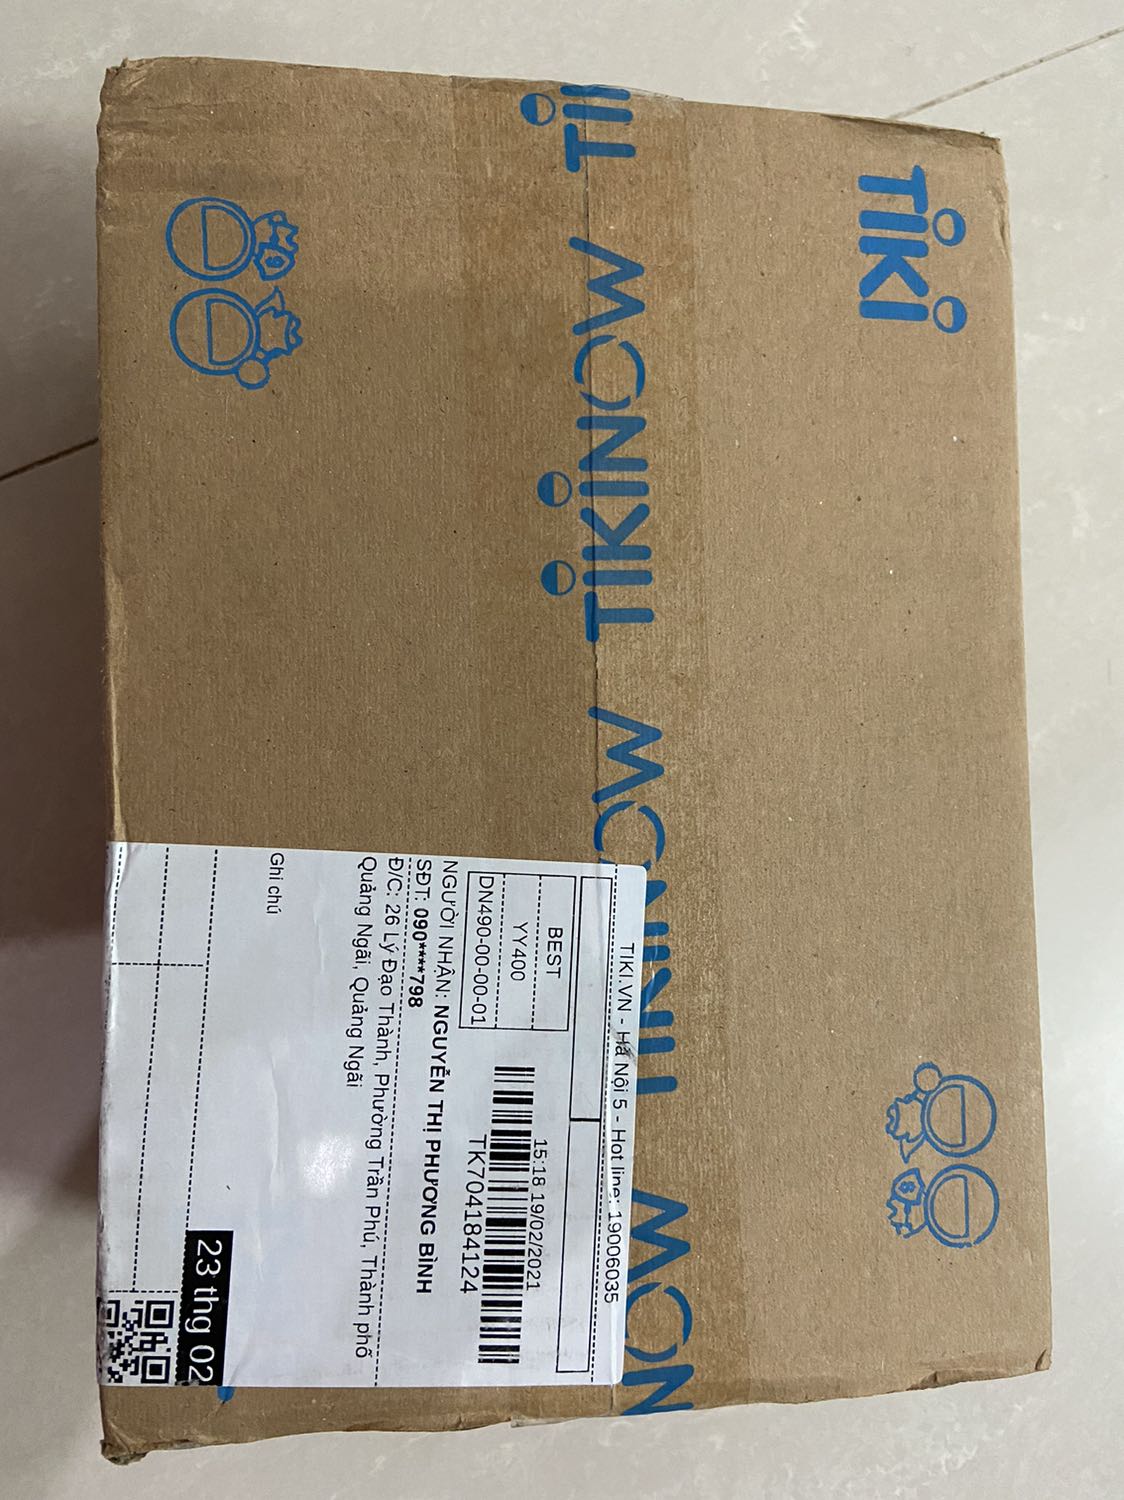 TIKI
TIKI
TIKINOW
TIKINOW
NOW
TIKI.VN - Hà Nội 5 - Hot line: 19006035
BEST
YY400
DN490-00-00-01
15:18 19/02/2021
TK704184124
NGƯỜI NHẬN: NGUYỄN THỊ PHƯƠNG BÌNH
SĐT: 090****798
Đ/C: 26 Lý Đạo Thành, Phường Trần Phú, Thành phố
Quảng Ngãi, Quảng Ngãi
Ghi chú
23 thg 02